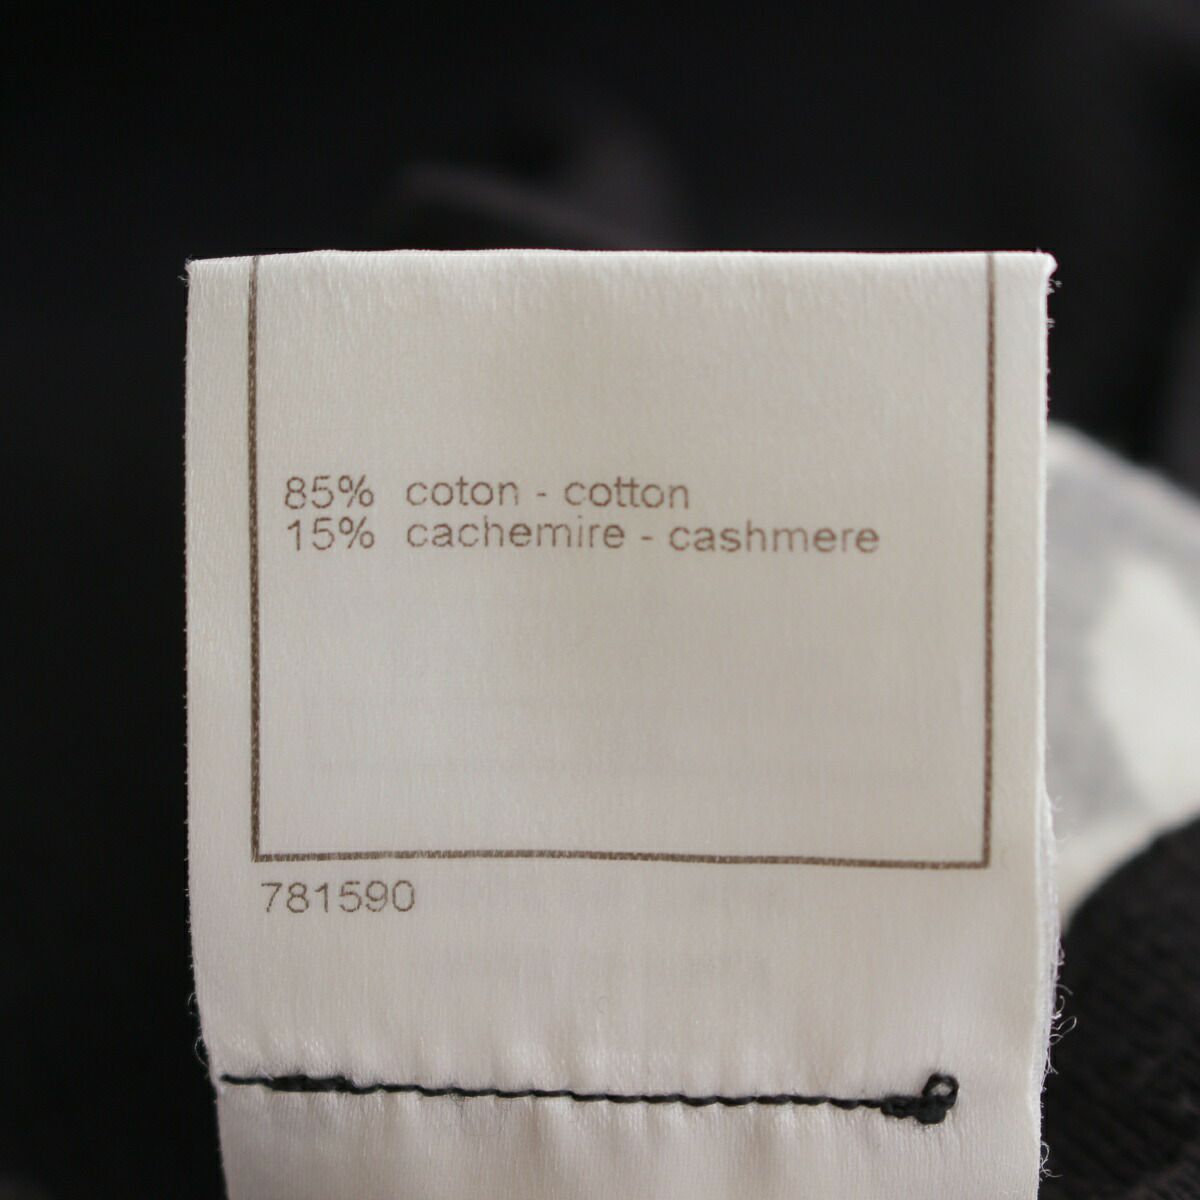 85% coton - cotton
15% cachemire - cashmere
781590